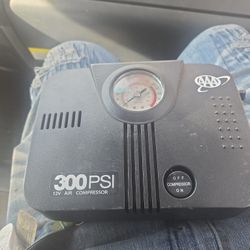 AAA
300PSI
12V AIR COMPRESSOR
OFF
COMPRESSOR
ON